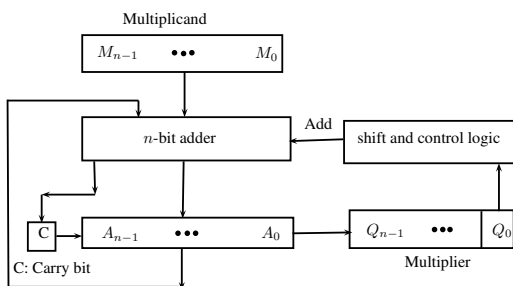 Multiplicand
M_{n−1} ••• M_0
n-bit adder
Add
shift and control logic
C
A_{n−1} ••• A_0
Q_{n−1} ••• Q_0
C: Carry bit
Multiplier